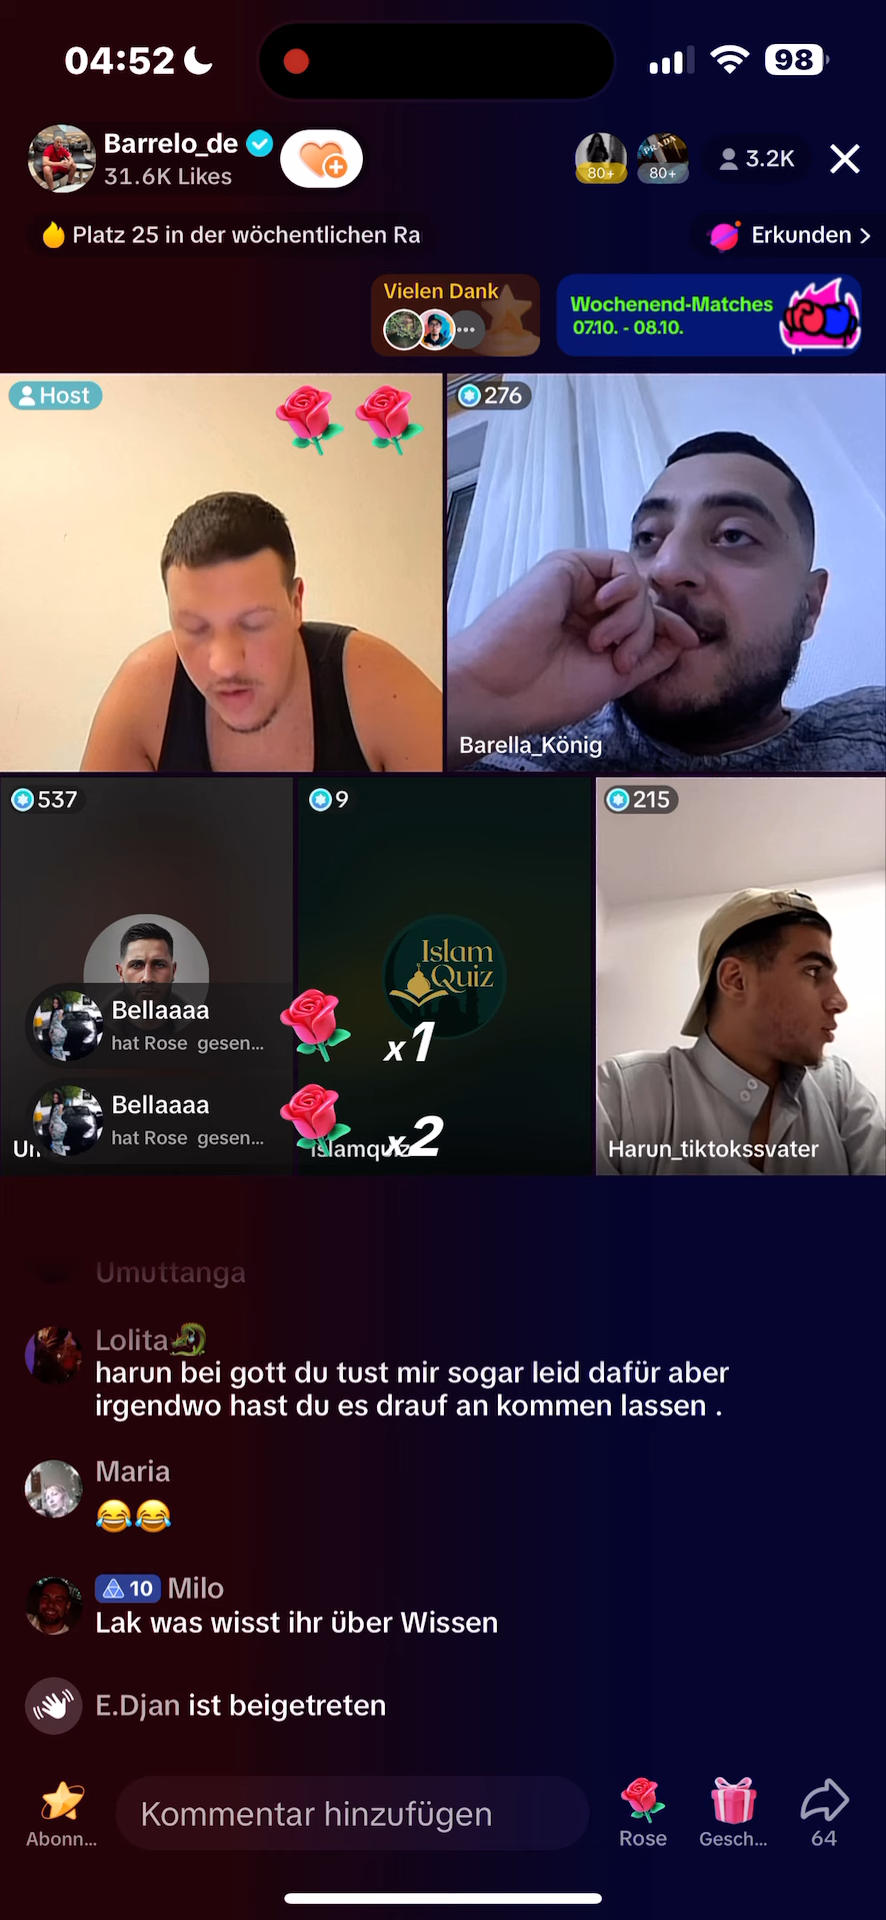 04:52
98
Barrelo_de
31.6K Likes
80+
80+
3.2K
Platz 25 in der wöchentlichen Ra
Erkunden >
Vielen Dank
Wochenend-Matches
07.10. - 08.10.
Host
276
PRADA
Barella_König
537
9
215
Islam
Quiz
Bellaaaa
hat Rose gesen...
x1
Bellaaaa
hat Rose gesen...
x2
Harun_tiktokssvater
Umuttanga
Lolita
harun bei gott du tust mir sogar leid dafür aber
irgendwo hast du es drauf an kommen lassen .
Maria
😂😂
10 Milo
Lak was wisst ihr über Wissen
E.Djan ist beigetreten
Abonn...
Kommentar hinzufügen
Rose
Gesch...
64